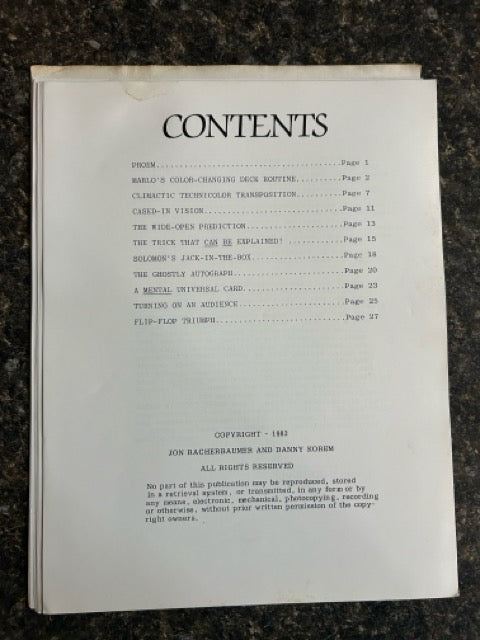 CONTENTS
PHOEM........................................Page 1
MARLO'S COLOR-CHANGING DECK ROUTINE.........Page 2
CLIMACTIC TECHNICOLOR TRANSPOSITION.........Page 7
CASED-IN VISION..............................Page 11
THE WIDE-OPEN PREDICTION....................Page 13
THE TRICK THAT CAN BE EXPLAINED!............Page 15
SOLOMON'S JACK-IN-THE-BOX...................Page 18
THE GHOSTLY AUTOGRAPH.......................Page 20
A MENTAL UNIVERSAL CARD.....................Page 23
TURNING ON AN AUDIENCE......................Page 25
FLIP-FLOP TRIUMPH...........................Page 27
COPYRIGHT - 1982
JON RACHERBAUMER AND DANNY KOREM
ALL RIGHTS RESERVED
No part of this publication may be reproduced, stored
in a retrieval system, or transmitted, in any form or by
any means, electronic, mechanical, photocopying, recording
or otherwise, without prior written permission of the copy-
right owners.